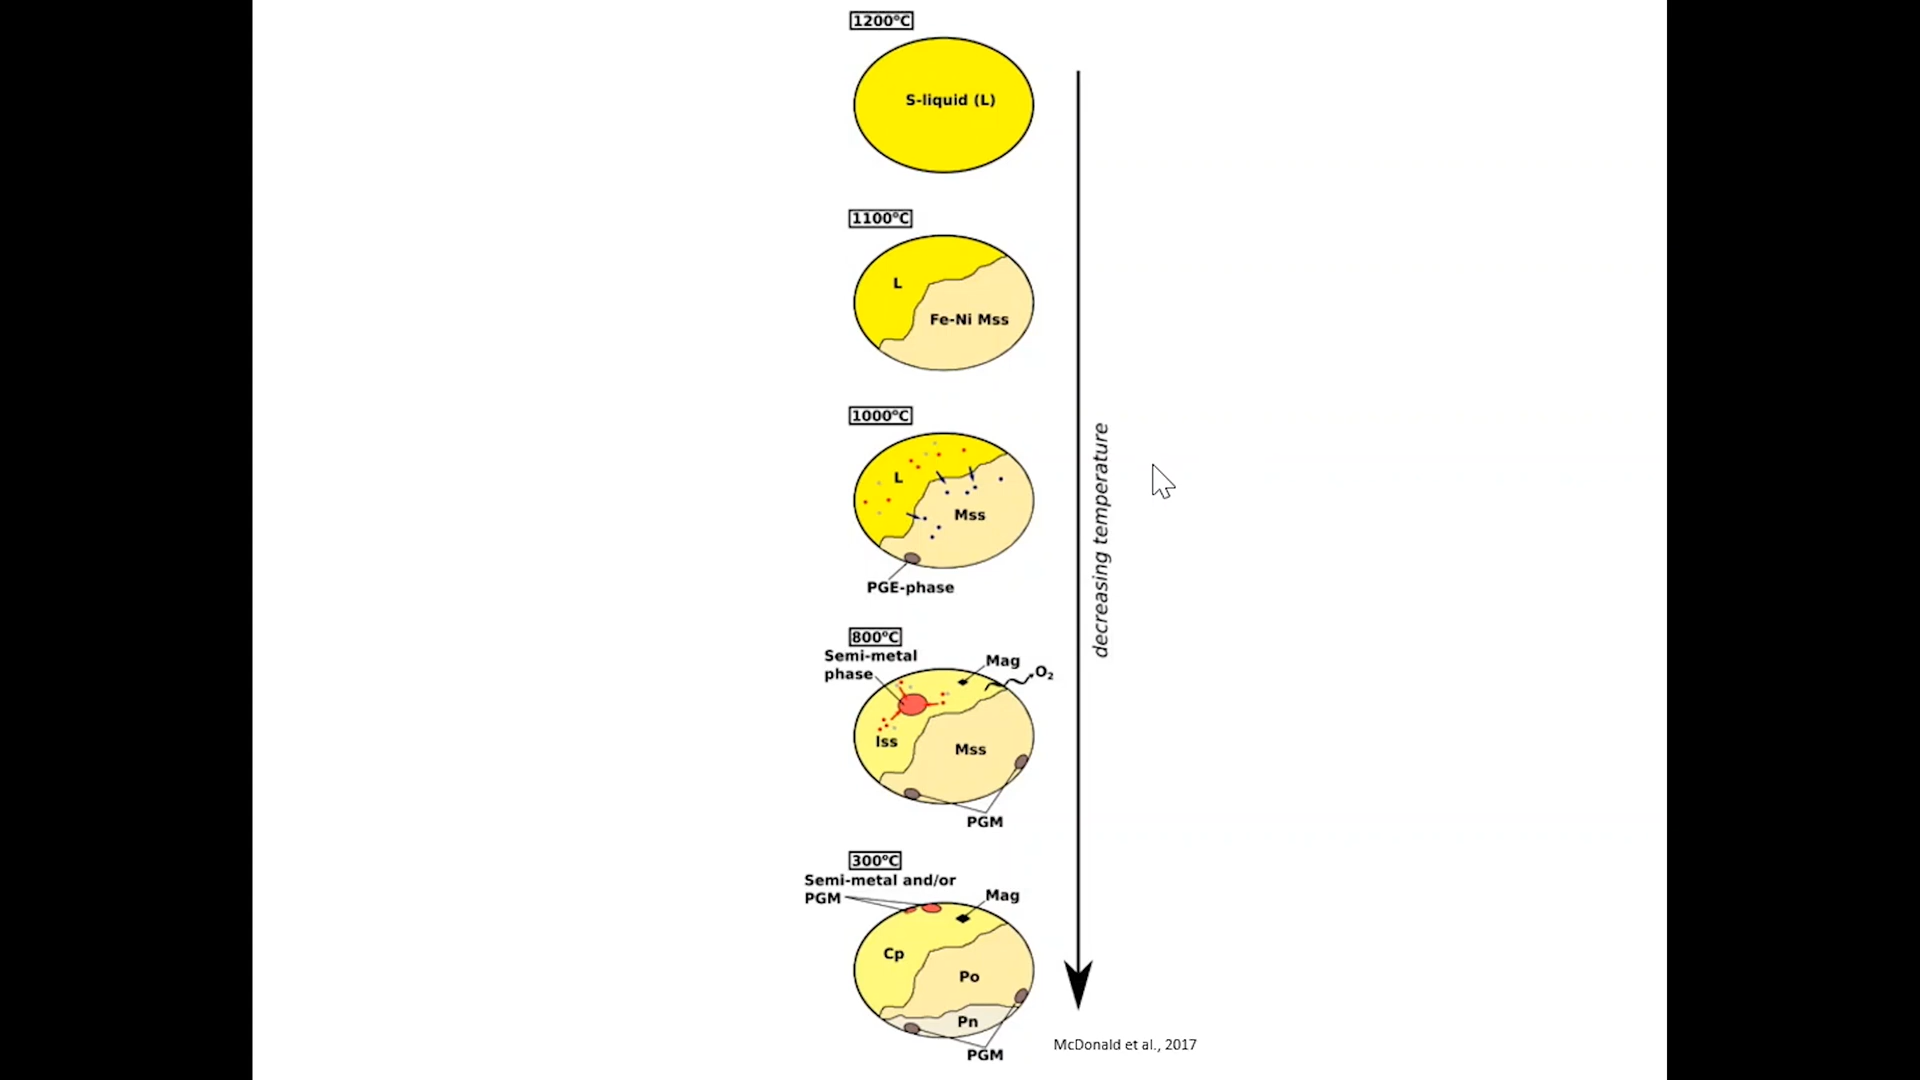 1200°C
S-liquid (L)
1100°C
L
Fe-Ni Mss
1000°C
L
Mss
PGE-phase
decreasing temperature
800°C
Semi-metal
phase
Mag
O₂
Iss
Mss
PGM
300°C
Semi-metal and/or
PGM
Mag
Cp
Po
Pn
PGM
McDonald et al., 2017